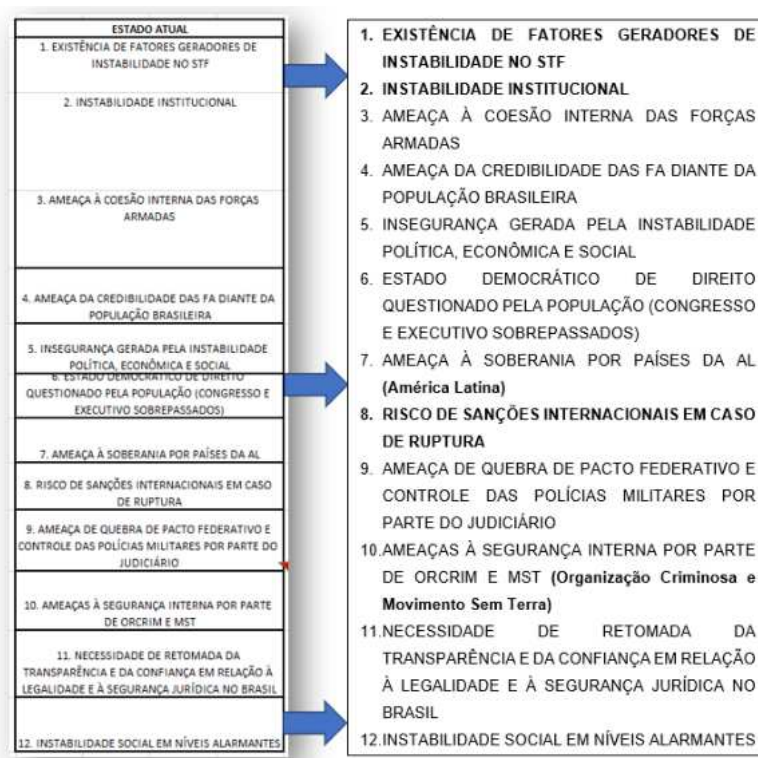 ESTADO ATUAL
1. EXISTÊNCIA DE FATORES GERADORES DE
INSTABILIDADE NO STF
2. INSTABILIDADE INSTITUCIONAL
3. AMEAÇA À COESÃO INTERNA DAS FORÇAS
ARMADAS
4. AMEAÇA DA CREDIBILIDADE DAS FA DIANTE DA
POPULAÇÃO BRASILEIRA
5. INSEGURANÇA GERADA PELA INSTABILIDADE
POLÍTICA, ECONÔMICA E SOCIAL
6. ESTADO DEMOCRÁTICO DE DIREITO
QUESTIONADO PELA POPULAÇÃO (CONGRESSO E
EXECUTIVO SOBREPASSADOS)
7. AMEAÇA À SOBERANIA POR PAÍSES DA AL
8. RISCO DE SANÇÕES INTERNACIONAIS EM CASO
DE RUPTURA
9. AMEAÇA DE QUEBRA DE PACTO FEDERATIVO E
CONTROLE DAS POLÍCIAS MILITARES POR PARTE DO
JUDICIÁRIO
10. AMEAÇAS À SEGURANÇA INTERNA POR PARTE
DE ORCRIM E MST
11. NECESSIDADE DE RETOMADA DA
TRANSPARÊNCIA E DA CONFIANÇA EM RELAÇÃO À
LEGALIDADE E À SEGURANÇA JURÍDICA NO BRASIL
12. INSTABILIDADE SOCIAL EM NÍVEIS ALARMANTES
1. EXISTÊNCIA DE FATORES GERADORES DE
INSTABILIDADE NO STF
2. INSTABILIDADE INSTITUCIONAL
3. AMEAÇA À COESÃO INTERNA DAS FORÇAS
ARMADAS
4. AMEAÇA DA CREDIBILIDADE DAS FA DIANTE DA
POPULAÇÃO BRASILEIRA
5. INSEGURANÇA GERADA PELA INSTABILIDADE
POLÍTICA, ECONÔMICA E SOCIAL
6. ESTADO DEMOCRÁTICO DE DIREITO
QUESTIONADO PELA POPULAÇÃO (CONGRESSO
E EXECUTIVO SOBREPASSADOS)
7. AMEAÇA À SOBERANIA POR PAÍSES DA AL
(América Latina)
8. RISCO DE SANÇÕES INTERNACIONAIS EM CASO
DE RUPTURA
9. AMEAÇA DE QUEBRA DE PACTO FEDERATIVO E
CONTROLE DAS POLÍCIAS MILITARES POR
PARTE DO JUDICIÁRIO
10.AMEAÇAS À SEGURANÇA INTERNA POR PARTE
DE ORCRIM E MST (Organização Criminosa e
Movimento Sem Terra)
11.NECESSIDADE DE RETOMADA DA
TRANSPARÊNCIA E DA CONFIANÇA EM RELAÇÃO
À LEGALIDADE E À SEGURANÇA JURÍDICA NO
BRASIL
12.INSTABILIDADE SOCIAL EM NÍVEIS ALARMANTES